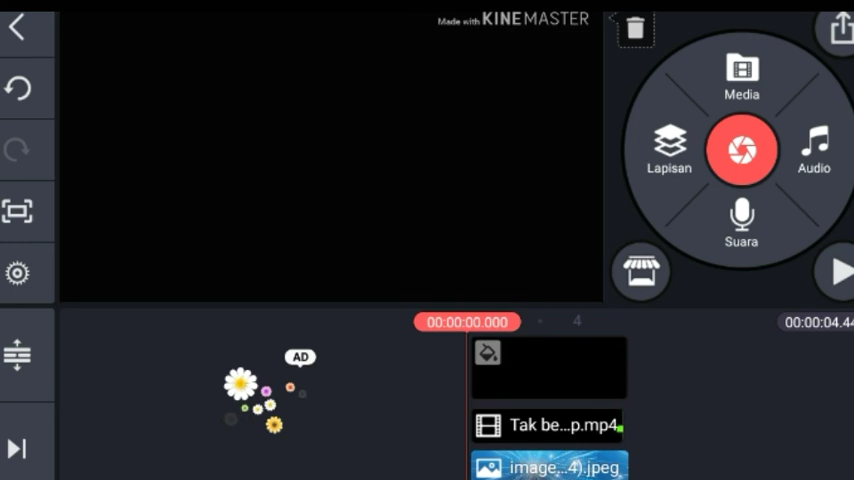 Made with KINEMASTER
Media
Lapisan
Audio
Suara
00:00:00.000
4
00:00:04.44
AD
Tak be...p.mp4
image...4).jpeg